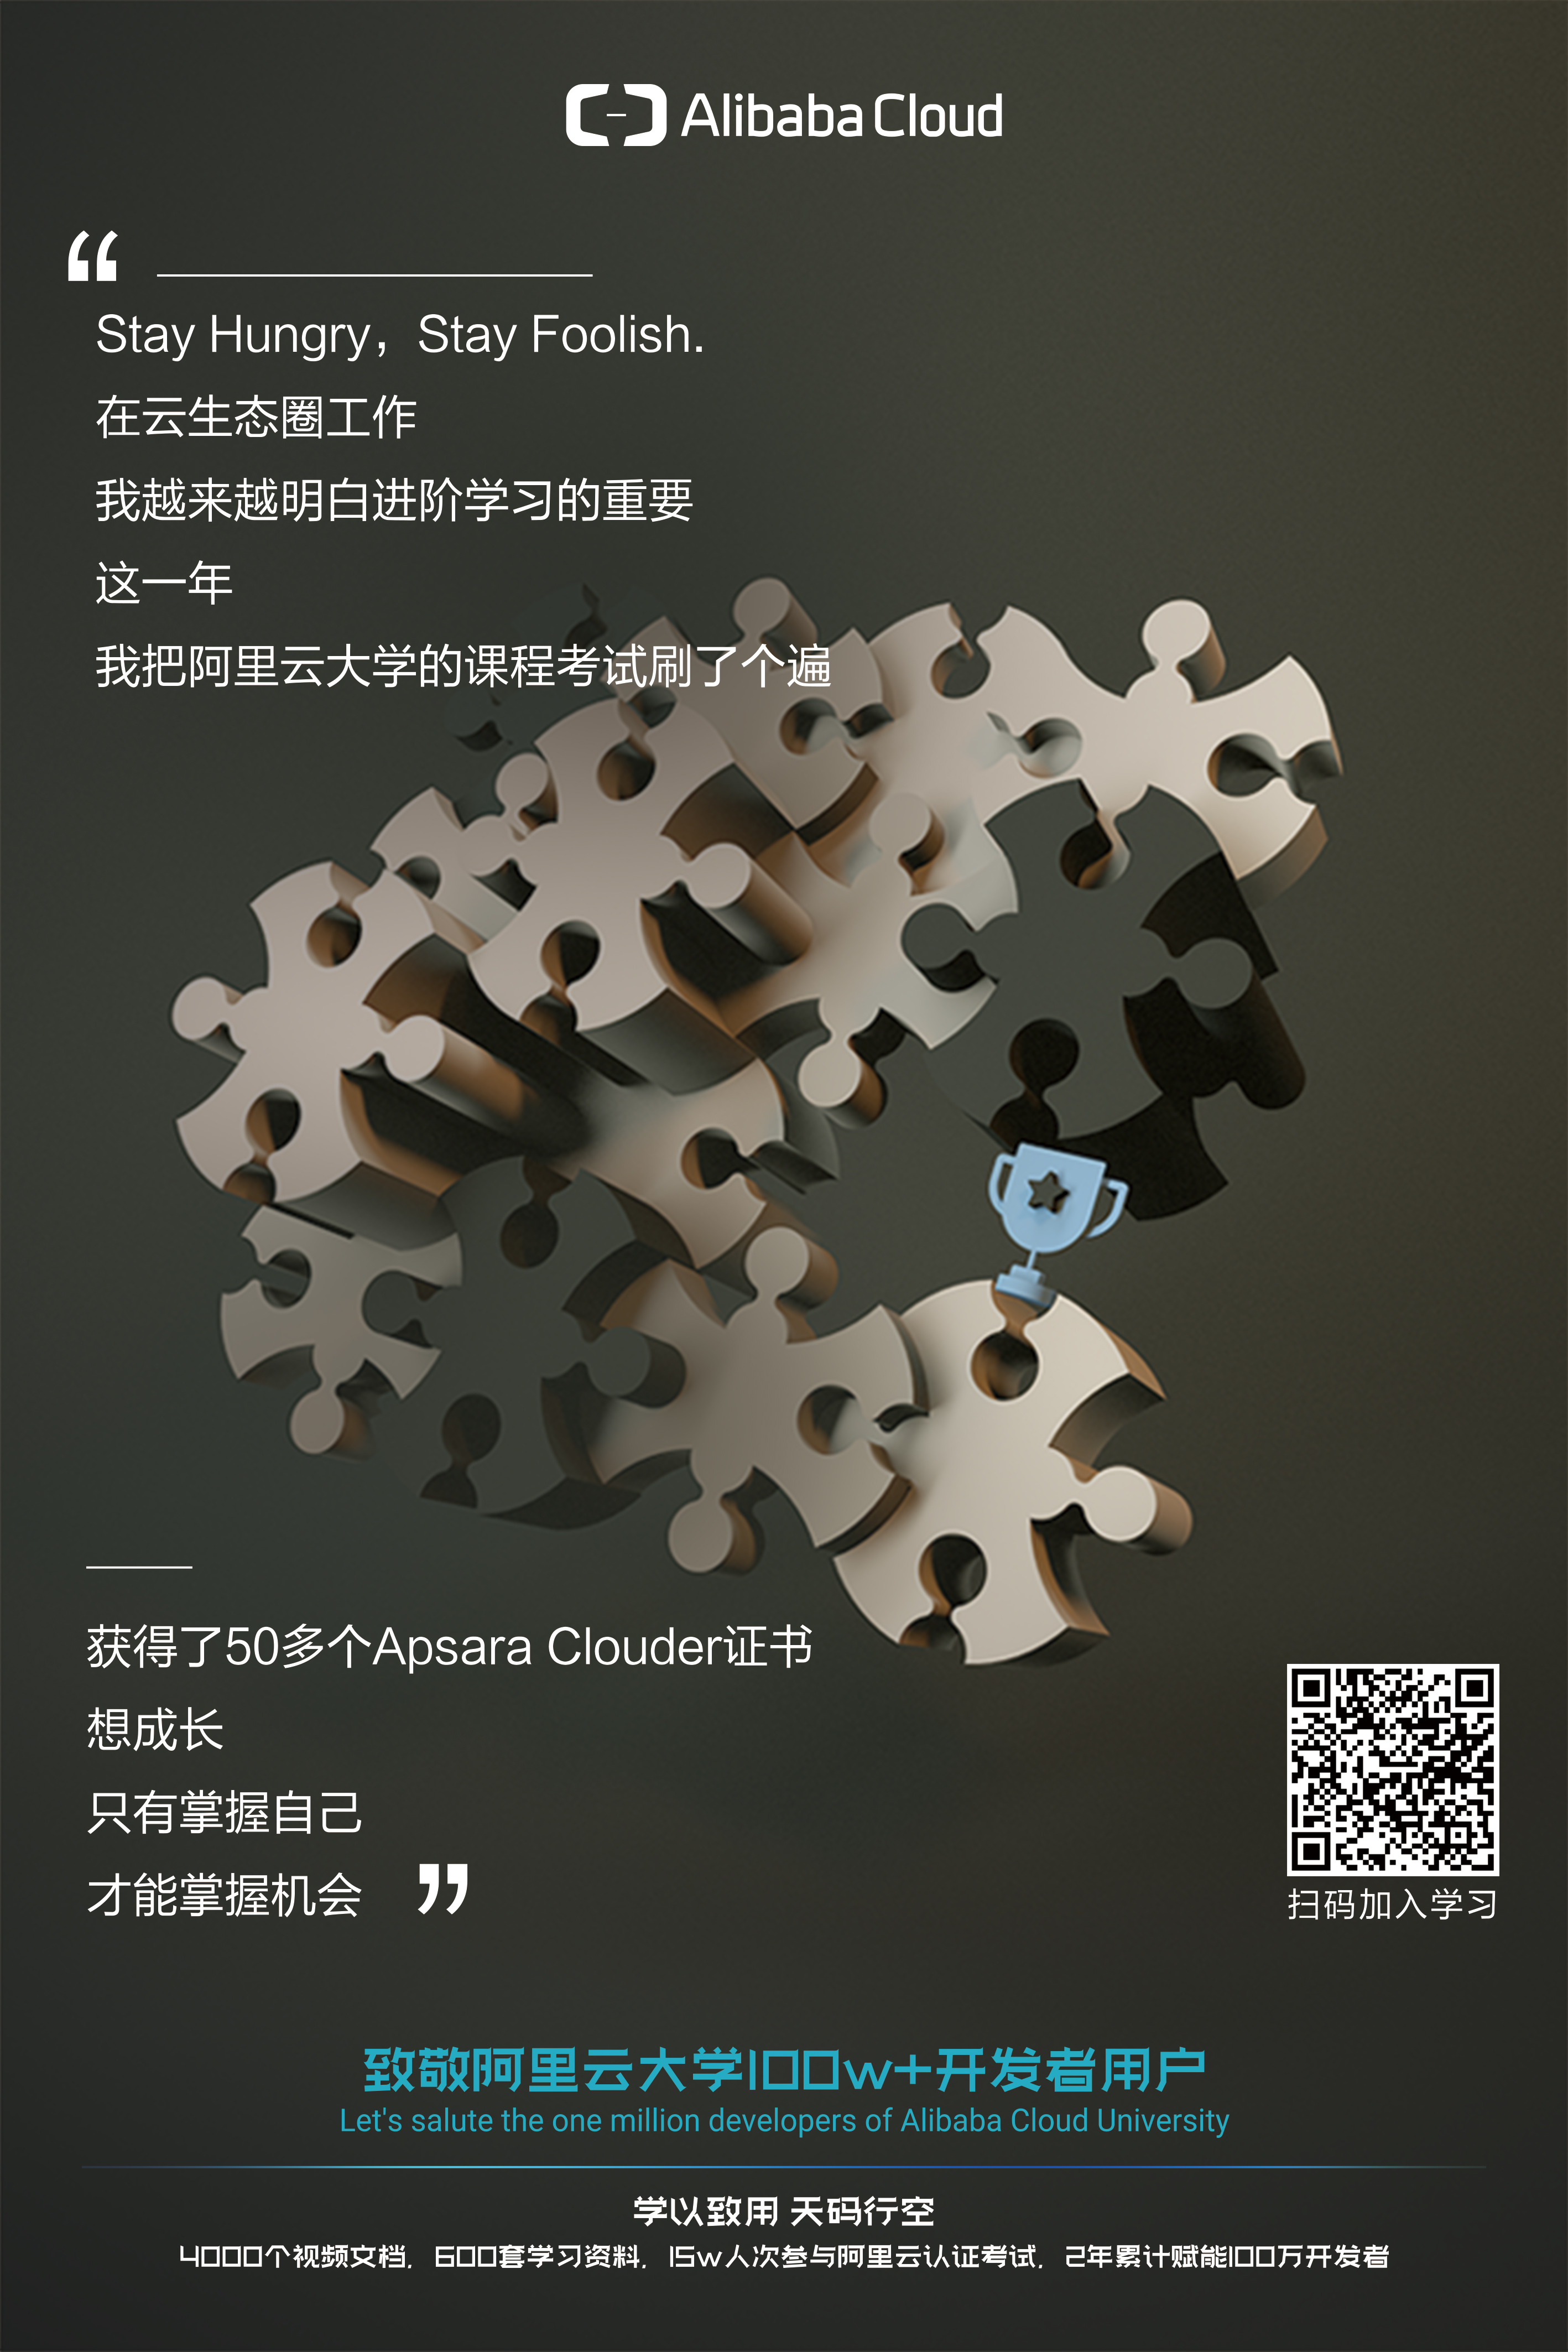 Alibaba Cloud
“
Stay Hungry，Stay Foolish.
在云生态圈工作
我越来越明白进阶学习的重要
这一年
我把阿里云大学的课程考试刷了个遍
获得了50多个Apsara Clouder证书
想成长
只有掌握自己
才能掌握机会 ”
扫码加入学习
致敬阿里云大学100w+开发者用户
Let's salute the one million developers of Alibaba Cloud University
学以致用 天码行空
4000个视频文档，600套学习资料，15w人次参与阿里云认证考试，2年累计赋能100万开发者